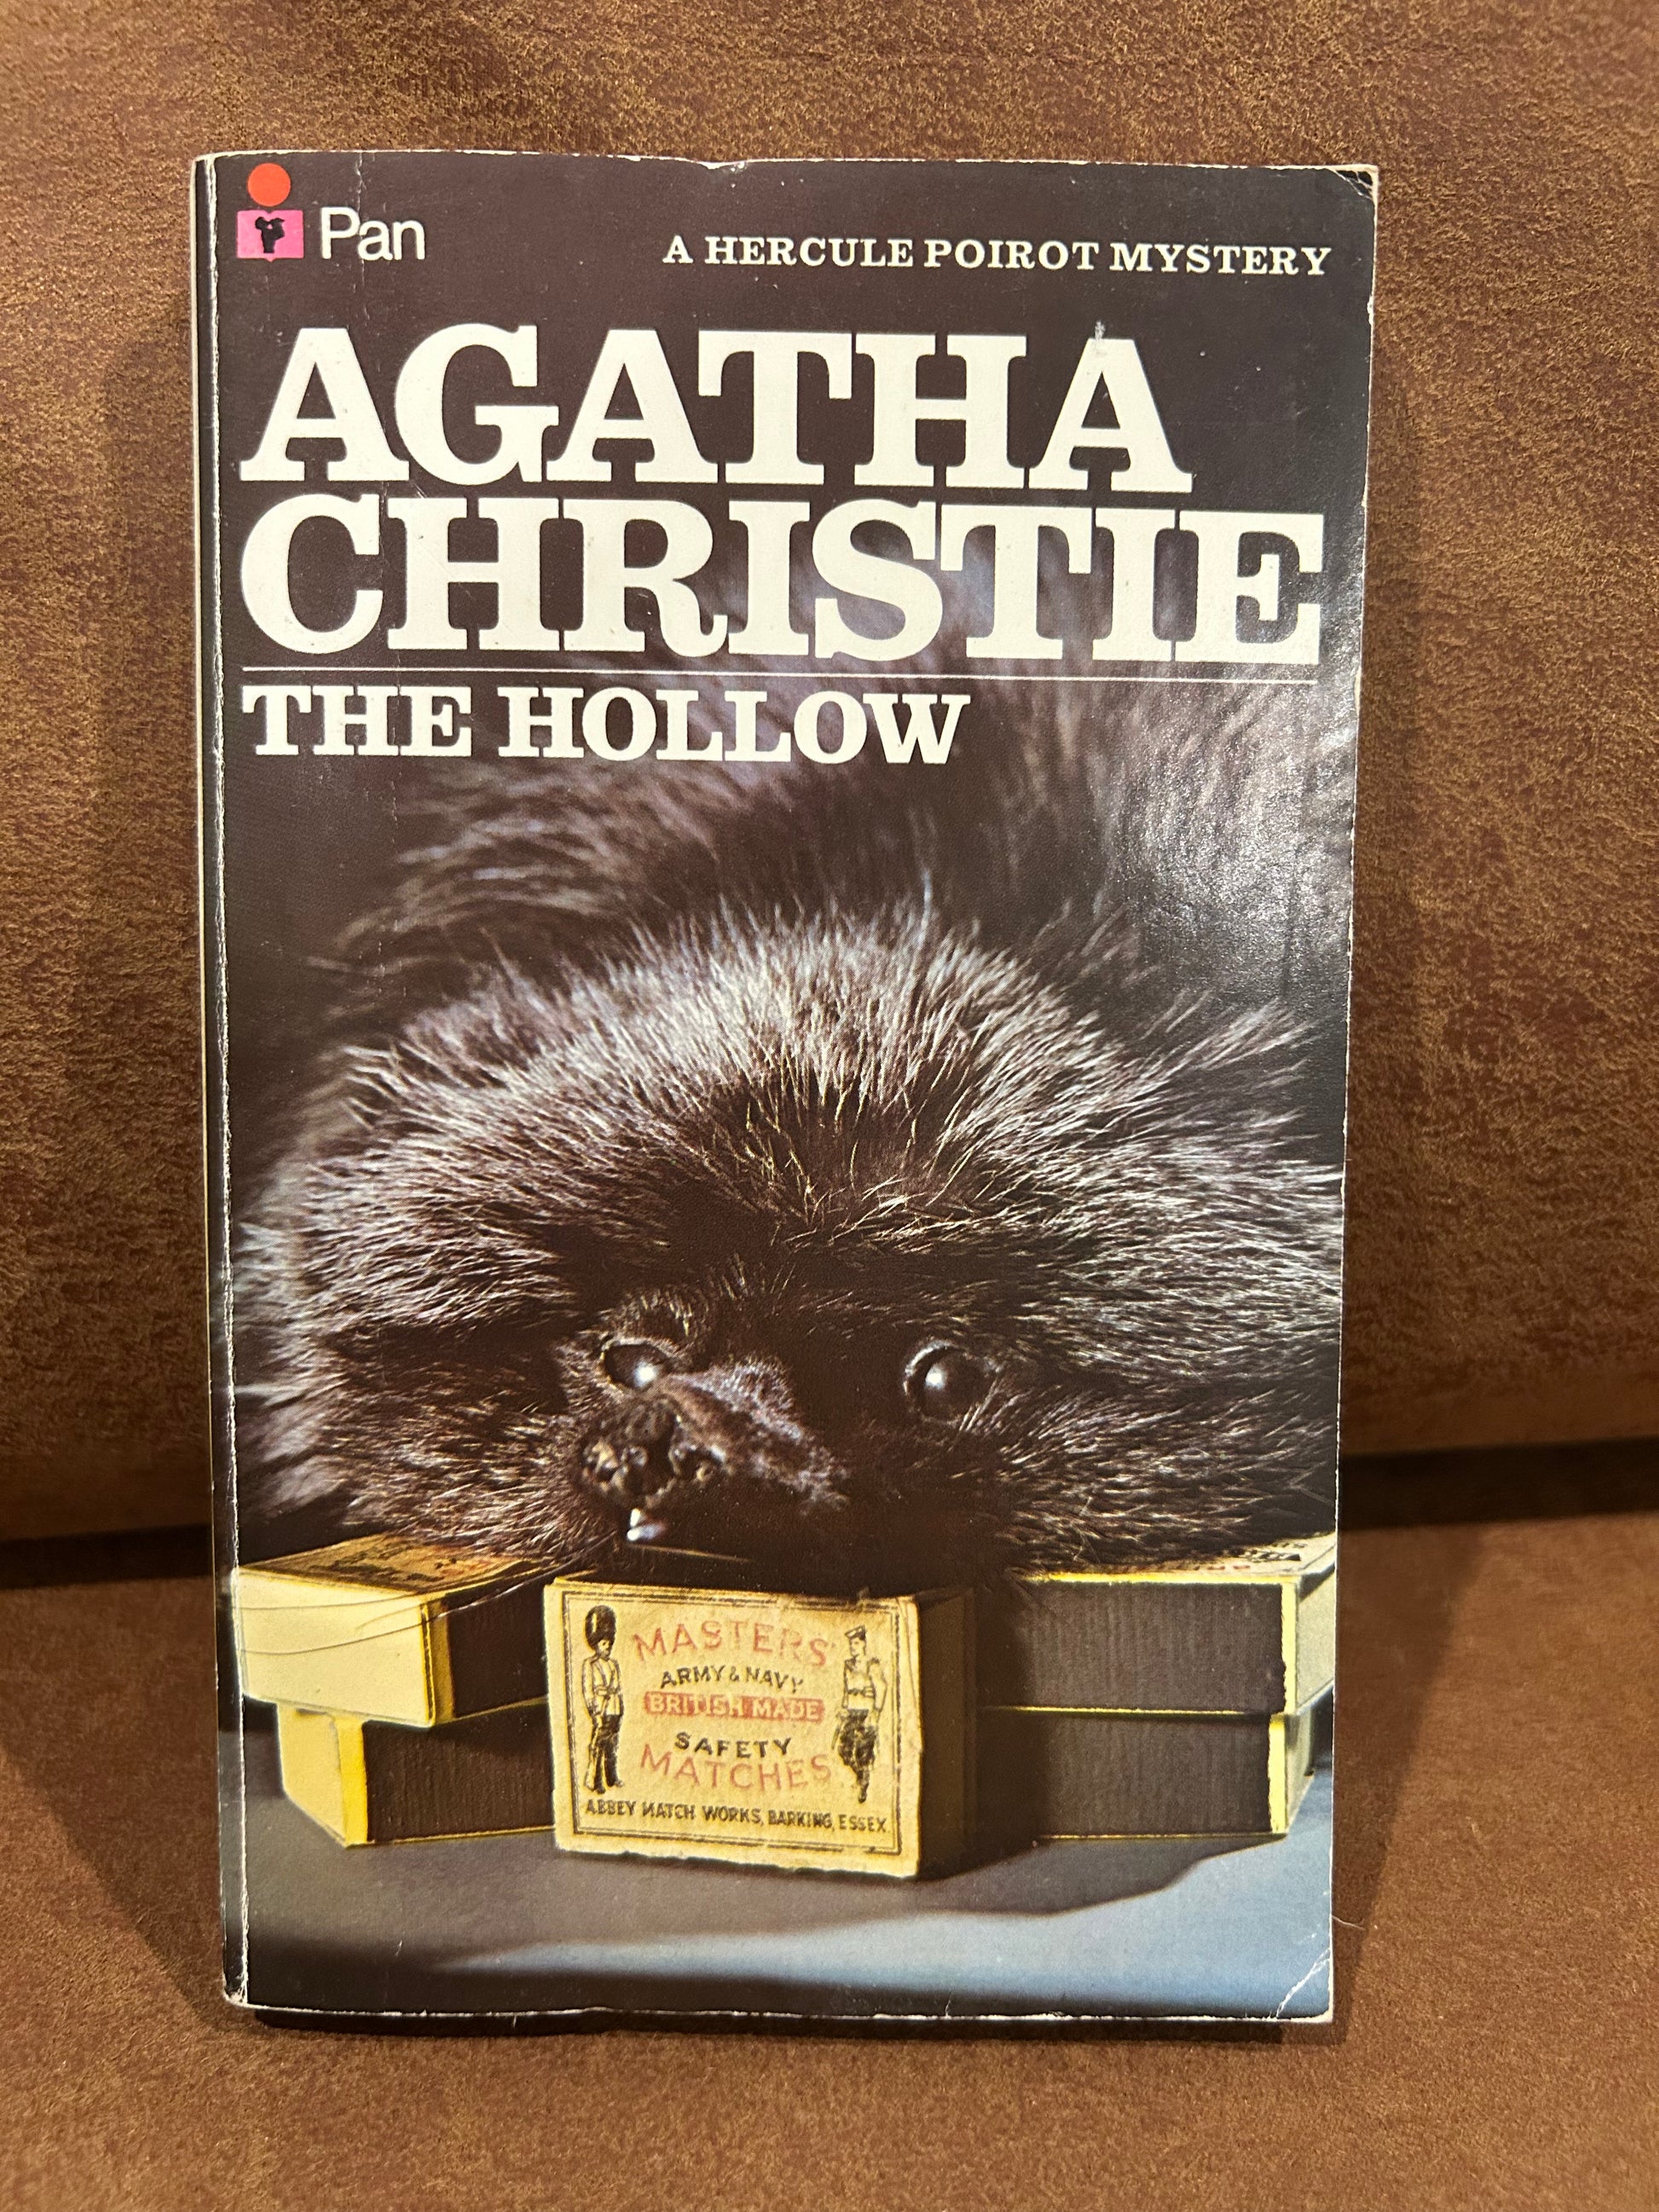 Pan
A HERCULE POIROT MYSTERY
AGATHA
CHRISTIE
THE HOLLOW
MASTERS'
ARMY & NAVY
BRITISH MADE
SAFETY
MATCHES
ABBEY MATCH WORKS, BARKING, ESSEX